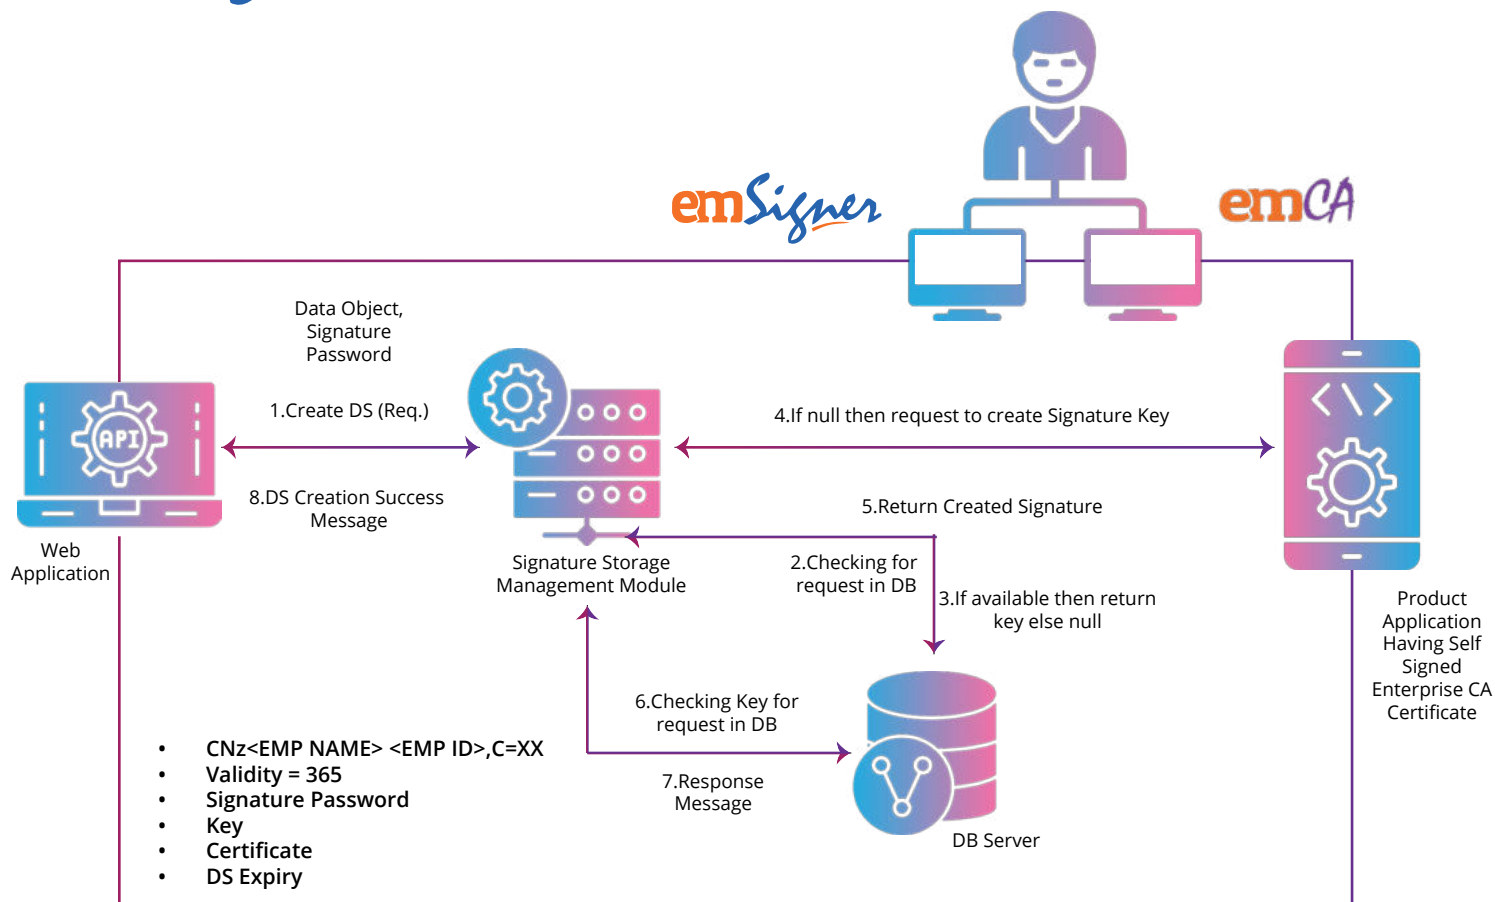 emSigner
emCA
Data Object,
Signature
Password
1.Create DS (Req.)
API
4.If null then request to create Signature Key
8.DS Creation Success
Message
5.Return Created Signature
Web
Application
Signature Storage
Management Module
2.Checking for
request in DB
3.If available then return
key else null
Product
Application
Having Self
Signed
Enterprise CA
Certificate
6.Checking Key for
request in DB
7.Response
Message
DB Server
• CNz<EMP NAME> <EMP ID>,C=XX
• Validity = 365
• Signature Password
• Key
• Certificate
• DS Expiry